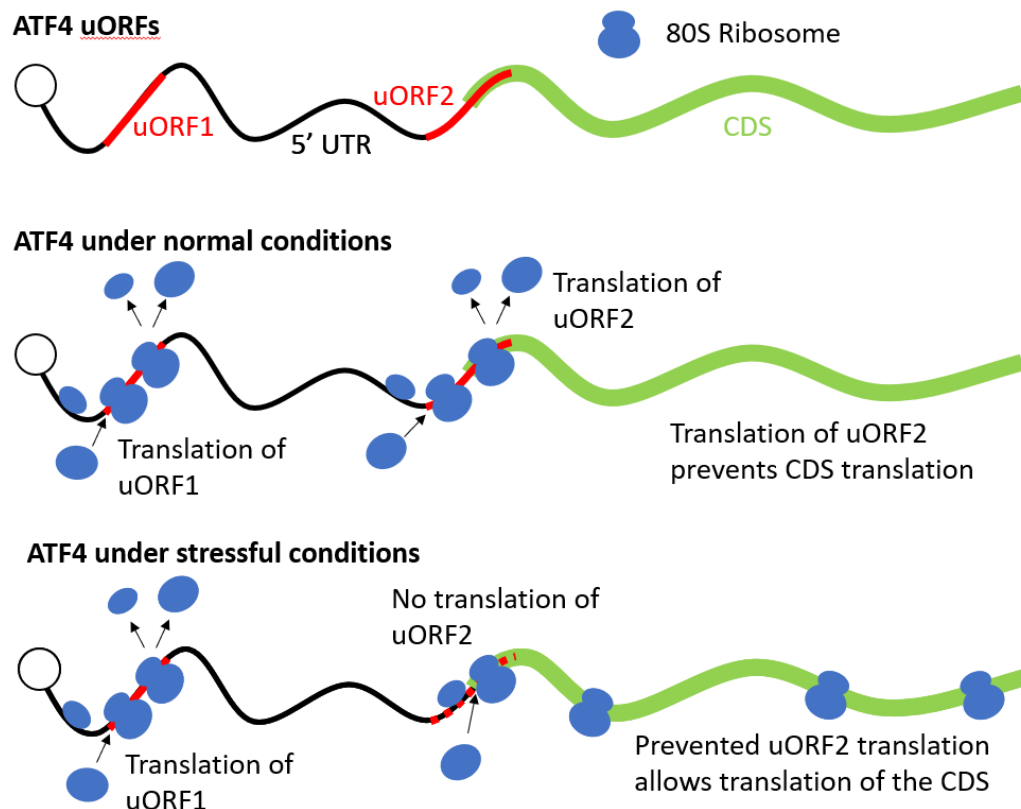 ATF4 uORFs
80S Ribosome
uORF1
5’ UTR
uORF2
CDS
ATF4 under normal conditions
Translation of
uORF2
Translation of
uORF1
Translation of uORF2
prevents CDS translation
ATF4 under stressful conditions
No translation of
uORF2
Translation of
uORF1
Prevented uORF2 translation
allows translation of the CDS